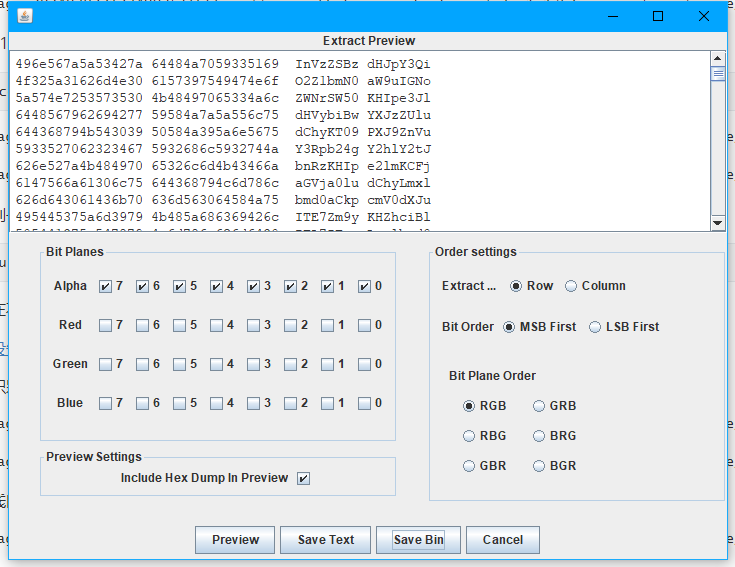 Extract Preview
496e567a5a53427a 64484a7059335169 InVzZSBz dHJpY3Qi
4f325a31626d4e30 6157397549474e6f O2Z1bmN0 aW9uIGNo
5a574e7253573530 4b48497065334a6c ZWNrSW50 KHIpe3Jl
6448567962694277 59584a7a5a556c75 dHVybiBw YXJzZUlu
644368794b543039 50584a395a6e5675 dChyKT09 PXJ9ZnVu
5933527062323467 5932686c5932744a Y3Rpb24g Y2hlY2tJ
626e527a4b484970 65326c6d4b43466a bnRzKHIp e2lmKCFj
6147566a61306c75 644368794c6d786c aGVja0lu dChyLmxl
626d643061436b70 636d563064584a75 bmd0aCkp cmV0dXJu
495445375a6d3979 4b485a686369426c ITE7Zm9y KHZhciBl
Bit Planes
Alpha 7 6 5 4 3 2 1 0
Red 7 6 5 4 3 2 1 0
Green 7 6 5 4 3 2 1 0
Blue 7 6 5 4 3 2 1 0
Preview Settings
Include Hex Dump In Preview
Order settings
Extract ... Row Column
Bit Order MSB First LSB First
Bit Plane Order
RGB GRB
RBG BRG
GBR BGR
Preview Save Text Save Bin Cancel